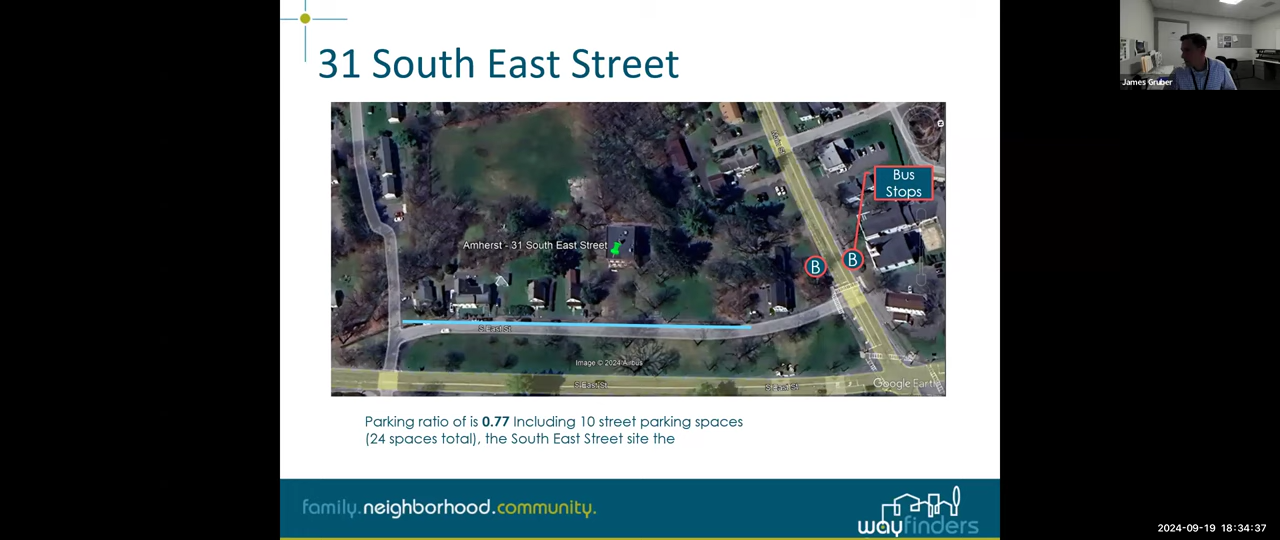 31 South East Street
James Gruber
Main St
Bus
Stops
Amherst - 31 South East Street
B
B
S East St
Image © 2024 Airbus
S East St
S East St
Google Earth
Parking ratio of is 0.77 Including 10 street parking spaces
(24 spaces total), the South East Street site the
family.neighborhood.community.
wayfinders
2024-09-19 18:34:37